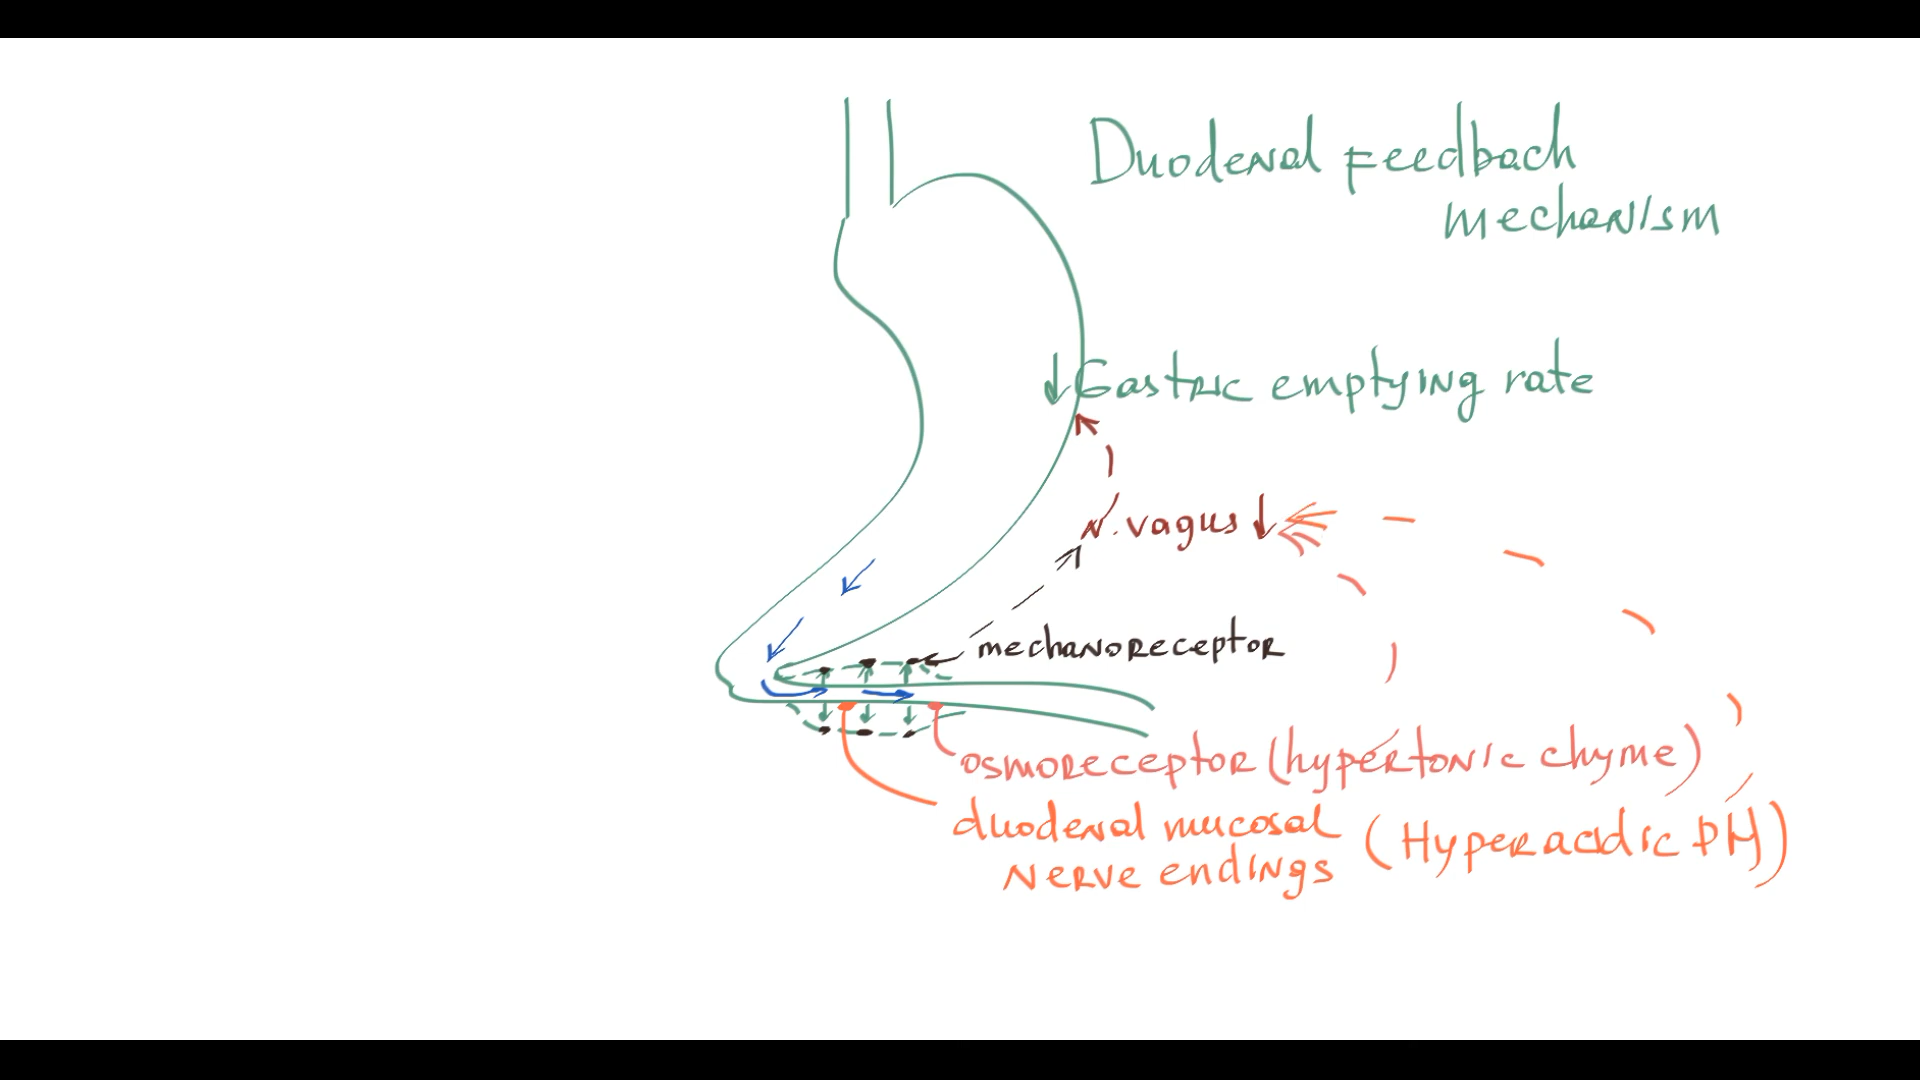 Duodenal Feedback
mechanism
↓Gastric emptying rate
N. vagus ↓
mechanoreceptor
osmoreceptor (hypertonic chyme)
duodenal mucosal (Hyperacidic PH)
Nerve endings